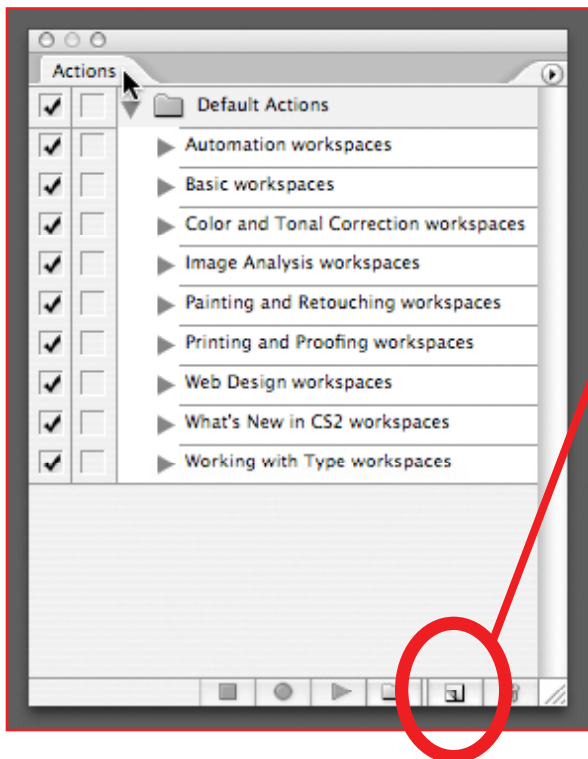 Actions
Default Actions
Automation workspaces
Basic workspaces
Color and Tonal Correction workspaces
Image Analysis workspaces
Painting and Retouching workspaces
Printing and Proofing workspaces
Web Design workspaces
What's New in CS2 workspaces
Working with Type workspaces